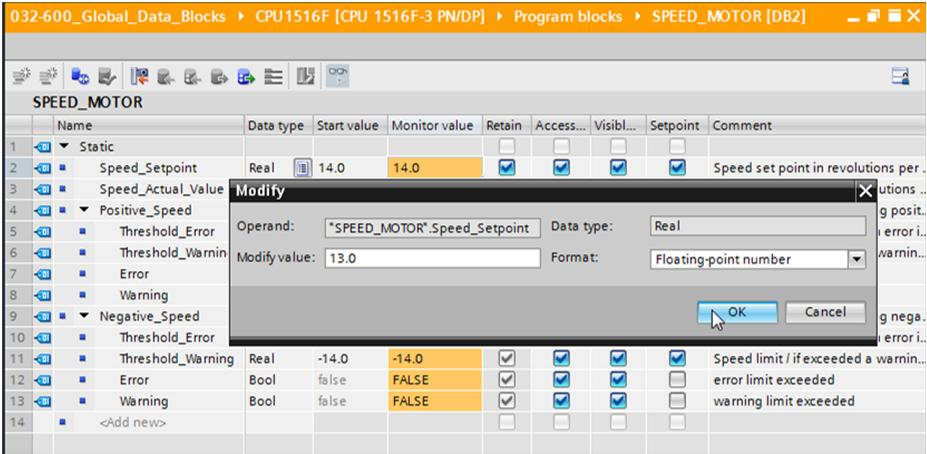 032-600_Global_Data_Blocks ▸ CPU1516F [CPU 1516F-3 PN/DP] ▸ Program blocks ▸ SPEED_MOTOR [DB2]
SPEED_MOTOR
Name Data type Start value Monitor value Retain Access... Visibl... Setpoint Comment
1 Static
2 Speed_Setpoint Real 14.0 14.0 Speed set point in revolutions per .
3 Speed_Actual_Value utions ..
Modify
4 Positive_Speed g posit..
Operand: "SPEED_MOTOR".Speed_Setpoint Data type: Real
5 Threshold_Error error i..
6 Threshold_Warnin warnin...
Modify value: 13.0 Format: Floating-point number
7 Error
8 Warning
OK Cancel
9 Negative_Speed g nega.
10 Threshold_Error error i..
11 Threshold_Warning Real -14.0 -14.0 Speed limit / if exceeded a warnin...
12 Error Bool false FALSE error limit exceeded
13 Warning Bool false FALSE warning limit exceeded
14 <Add new>